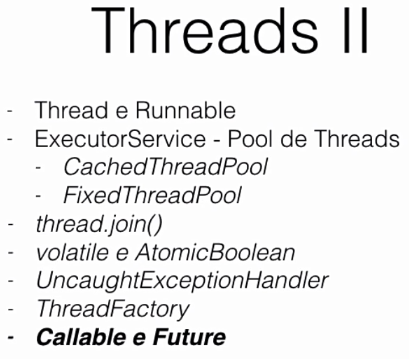 Threads II
- Thread e Runnable
- ExecutorService - Pool de Threads
- CachedThreadPool
- FixedThreadPool
- thread.join()
- volatile e AtomicBoolean
- UncaughtExceptionHandler
- ThreadFactory
- Callable e Future